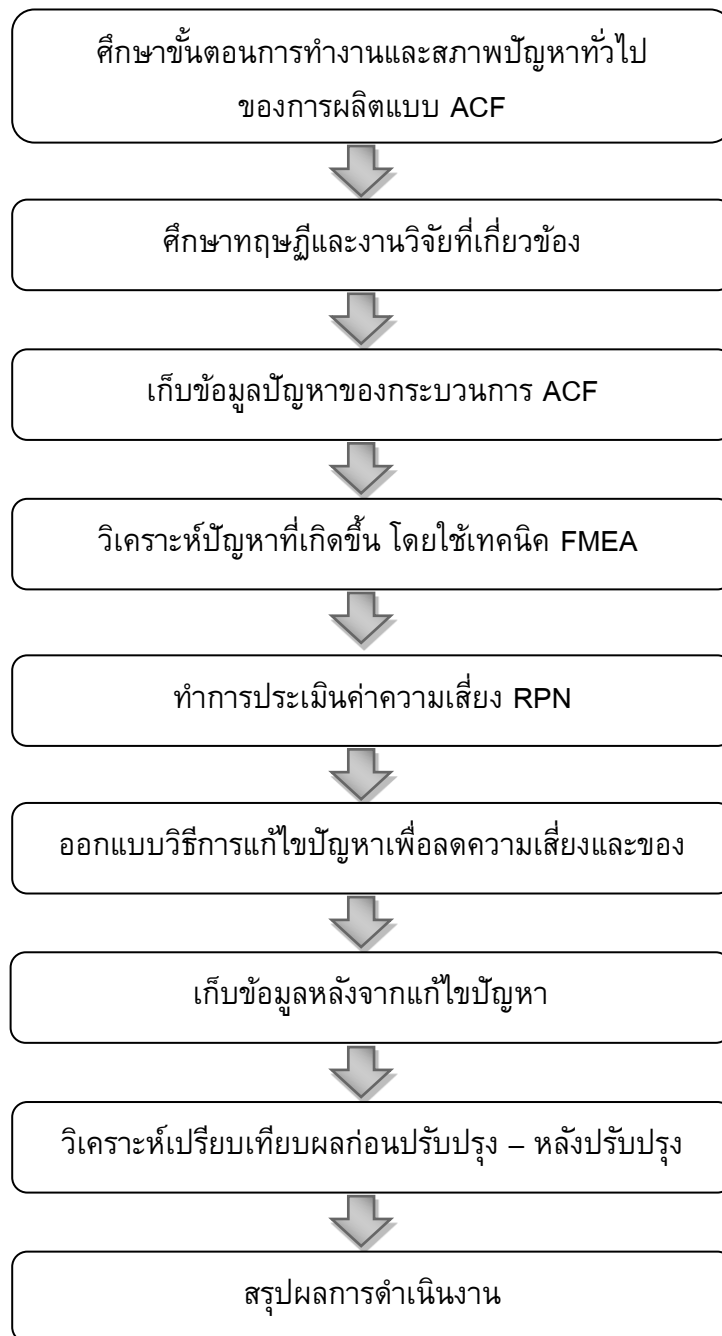 ศึกษาขั้นตอนการทำงานและสภาพปัญหาทั่วไป
ของการผลิตแบบ ACF
ศึกษาทฤษฎีและงานวิจัยที่เกี่ยวข้อง
เก็บข้อมูลปัญหาของกระบวนการ ACF
วิเคราะห์ปัญหาที่เกิดขึ้น โดยใช้เทคนิค FMEA
ทำการประเมินค่าความเสี่ยง RPN
ออกแบบวิธีการแก้ไขปัญหาเพื่อลดความเสี่ยงและของ
เก็บข้อมูลหลังจากแก้ไขปัญหา
วิเคราะห์เปรียบเทียบผลก่อนปรับปรุง – หลังปรับปรุง
สรุปผลการดำเนินงาน